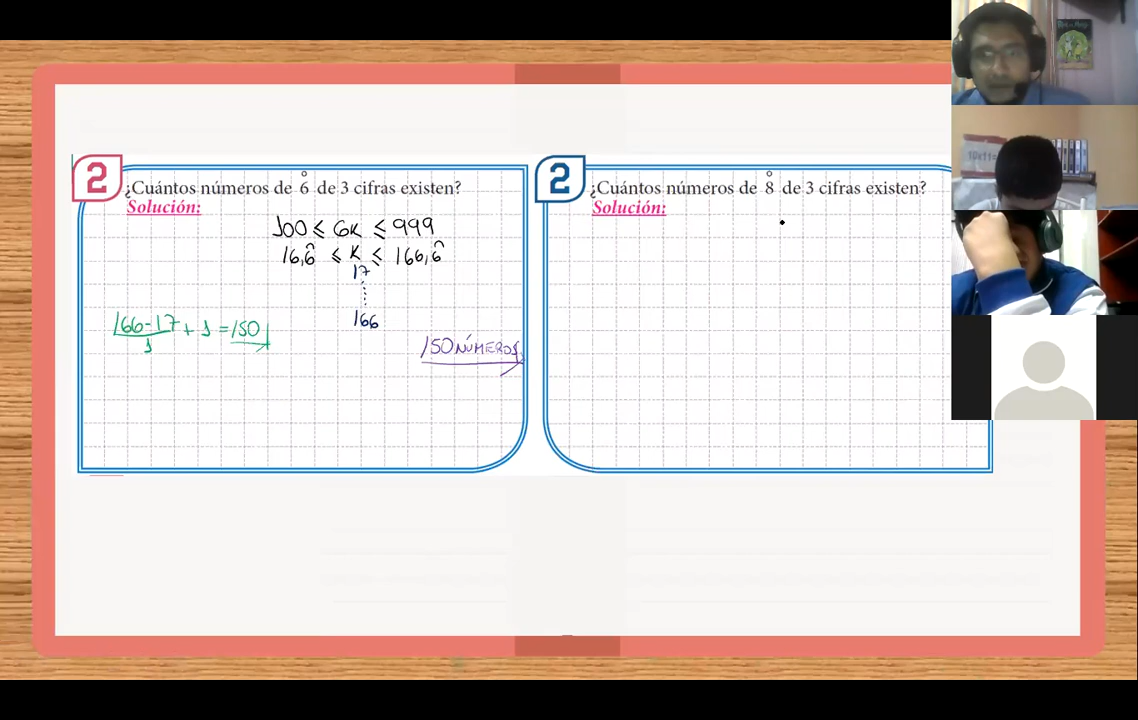 2
¿Cuántos números de 6̊ de 3 cifras existen?
Solución:
100 ≤ 6K ≤ 999
16,6̂ ≤ K ≤ 166,6̂
17
166
166-17 + 1 = 150
1
150 NÚMEROS
2
¿Cuántos números de 8̊ de 3 cifras existen?
Solución: